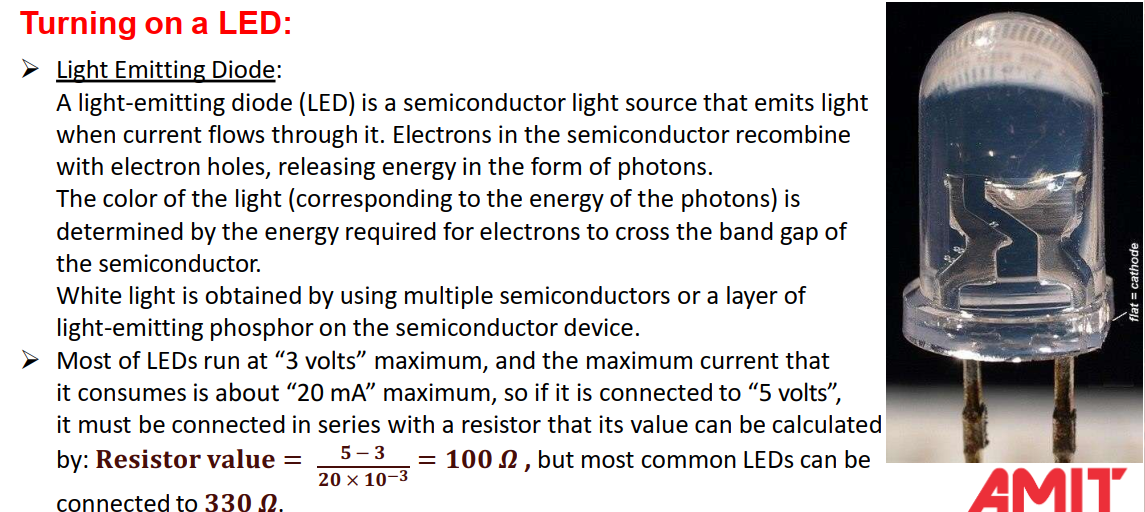 Turning on a LED:
➢ Light Emitting Diode:
A light-emitting diode (LED) is a semiconductor light source that emits light
when current flows through it. Electrons in the semiconductor recombine
with electron holes, releasing energy in the form of photons.
The color of the light (corresponding to the energy of the photons) is
determined by the energy required for electrons to cross the band gap of
the semiconductor.
White light is obtained by using multiple semiconductors or a layer of
light-emitting phosphor on the semiconductor device.
➢ Most of LEDs run at “3 volts” maximum, and the maximum current that
it consumes is about “20 mA” maximum, so if it is connected to “5 volts”,
it must be connected in series with a resistor that its value can be calculated
by: Resistor value = (5 − 3) / (20 × 10⁻³) = 100 Ω , but most common LEDs can be
connected to 330 Ω.
flat = cathode
AMIT